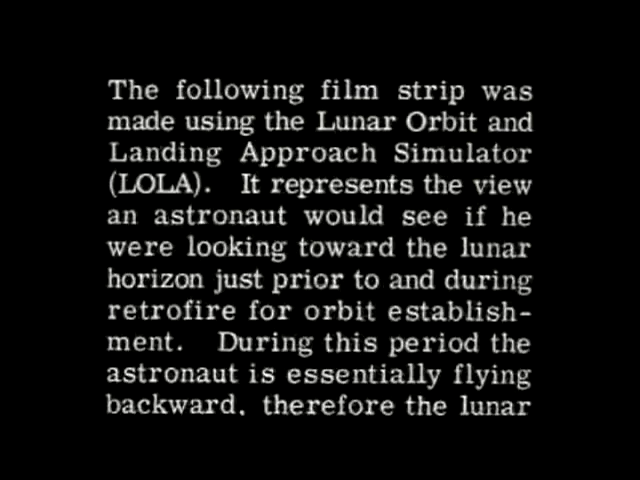 The following film strip was
made using the Lunar Orbit and
Landing Approach Simulator
(LOLA). It represents the view
an astronaut would see if he
were looking toward the lunar
horizon just prior to and during
retrofire for orbit establish-
ment. During this period the
astronaut is essentially flying
backward. therefore the lunar